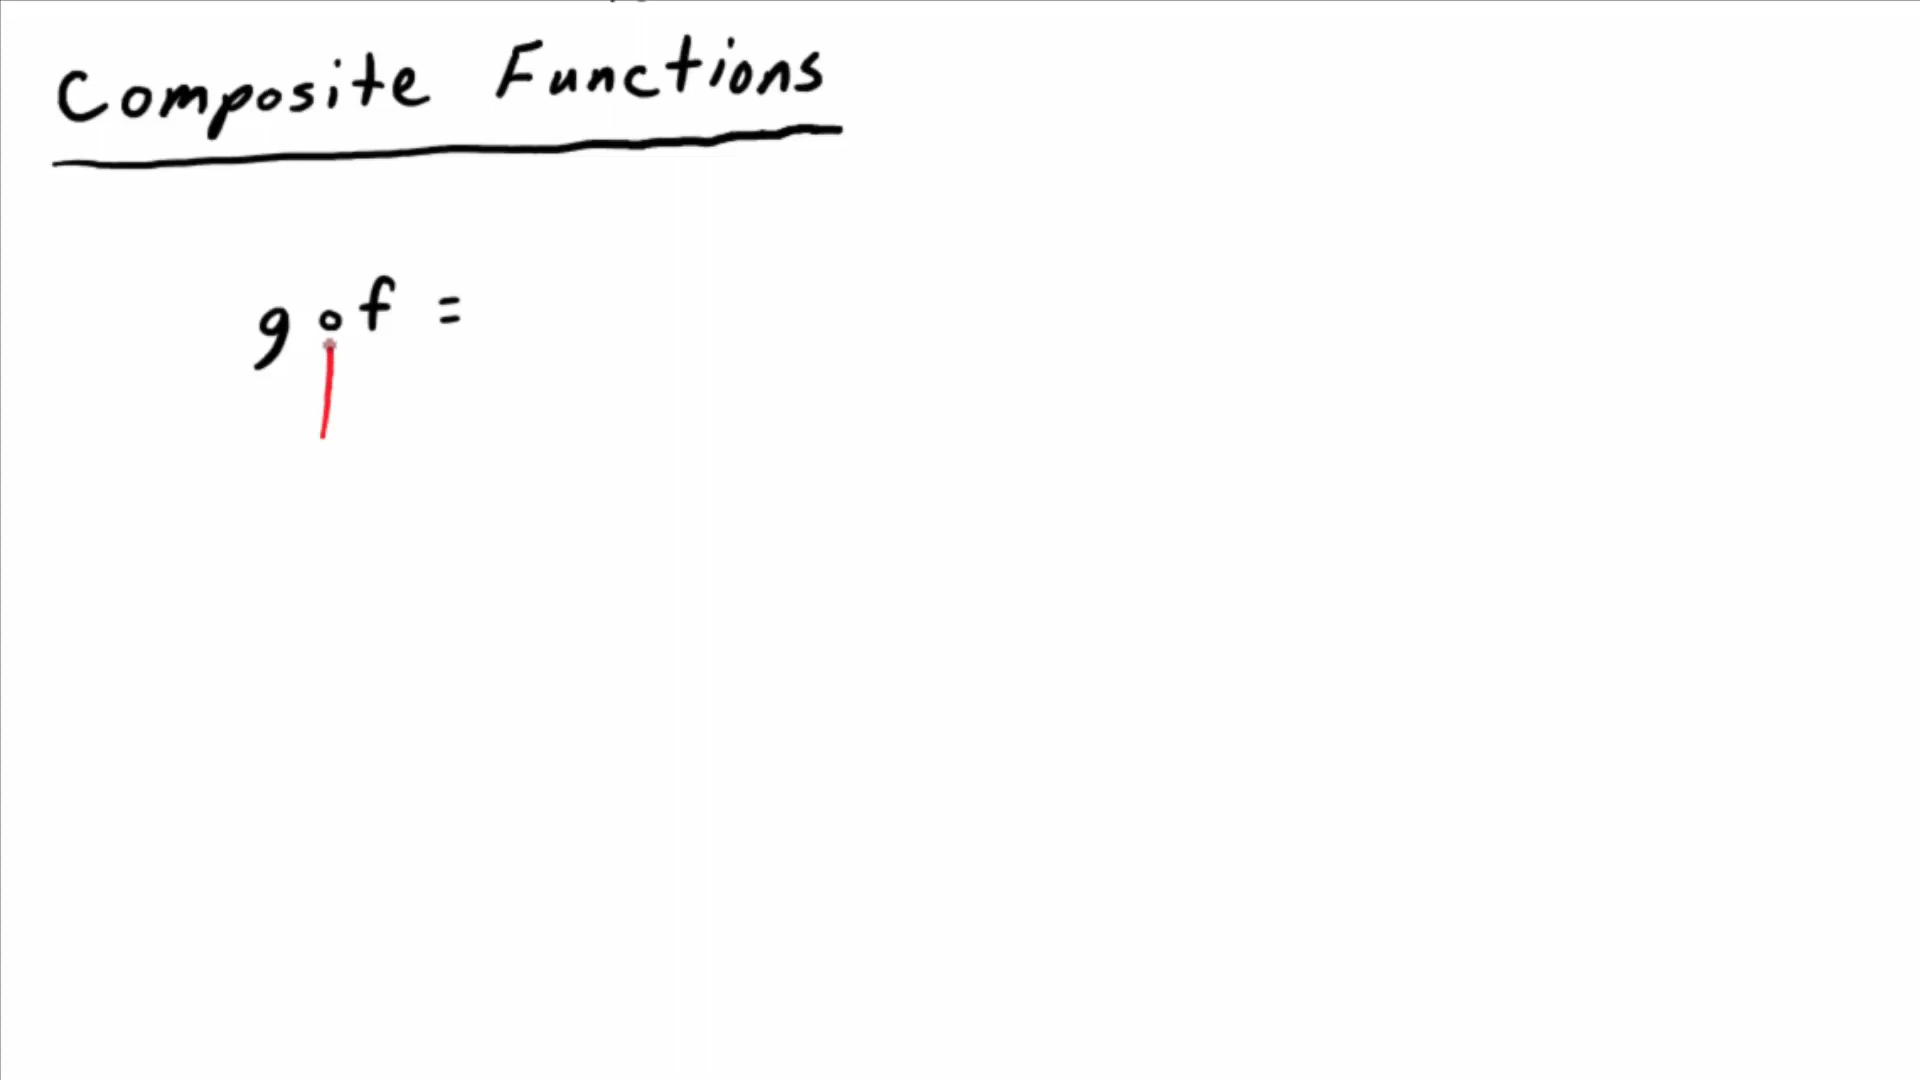 Composite Functions
g∘f =